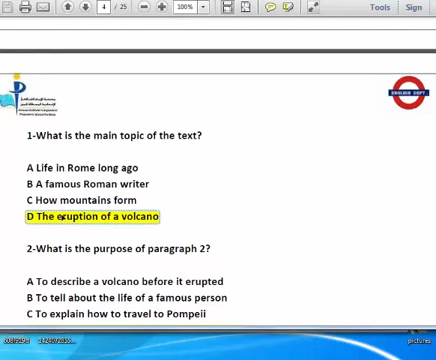 4 / 25
100%
Tools
Sign
ENGLISH DEPT
1-What is the main topic of the text?
A Life in Rome long ago
B A famous Roman writer
C How mountains form
D The eruption of a volcano
2-What is the purpose of paragraph 2?
A To describe a volcano before it erupted
B To tell about the life of a famous person
C To explain how to travel to Pompeii
pictures